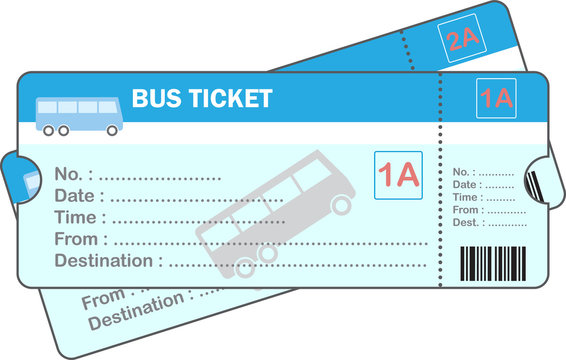 2A
BUS TICKET
1A
1A
No. : ......................
Date : ......................
Time : ...................................
From : .........................................................
Destination : ..................................................
No. : ............
Date : ............
Time : ............
From : ............
Dest. : ............
From : ............
Destination : ..................